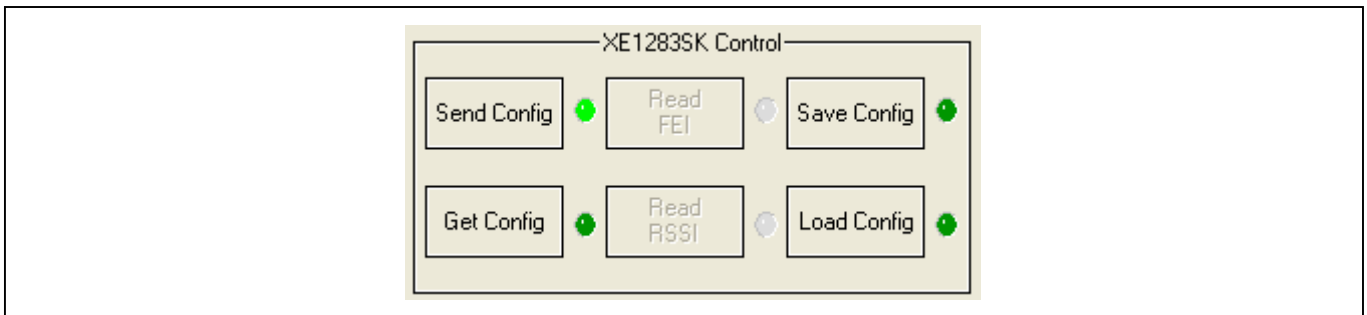 XE1283SK Control
Send Config
Read
FEI
Save Config
Get Config
Read
RSSI
Load Config